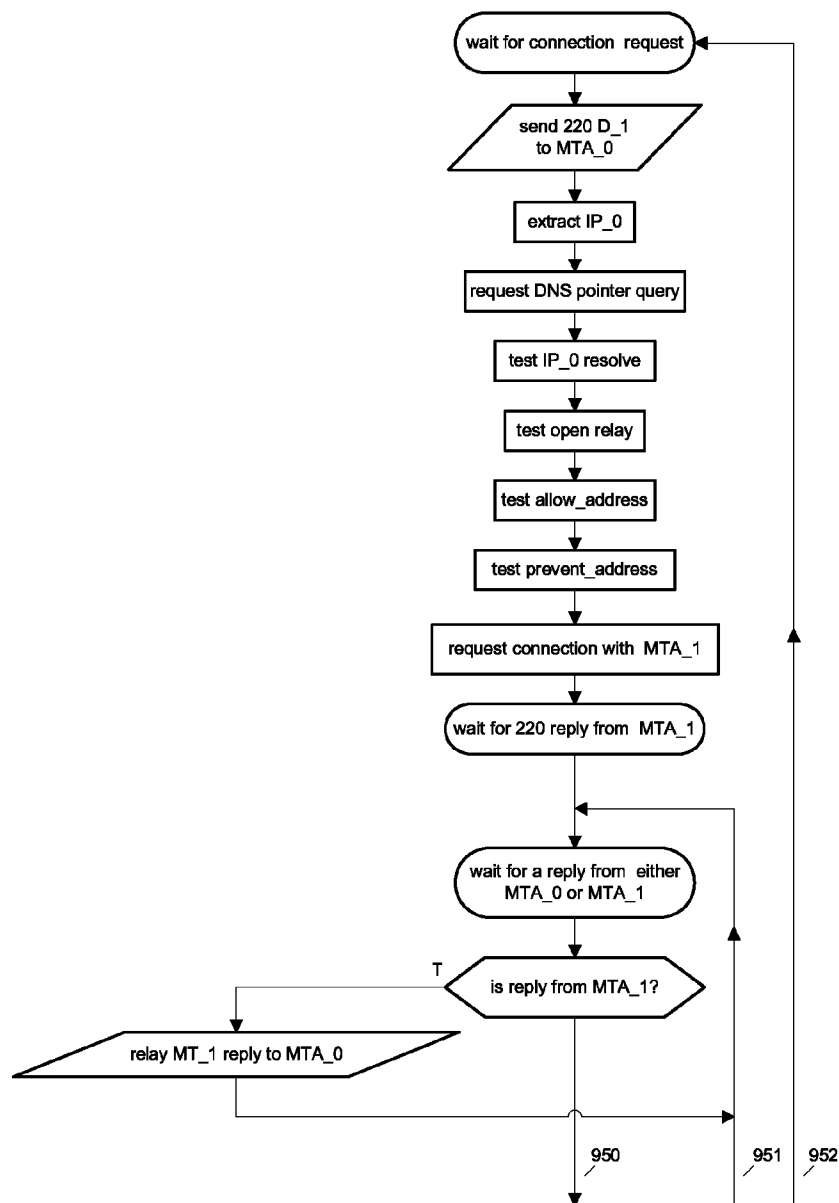 wait for connection request
send 220 D_1
to MTA_0
extract IP_0
request DNS pointer query
test IP_0 resolve
test open relay
test allow_address
test prevent_address
request connection with MTA_1
wait for 220 reply from MTA_1
wait for a reply from either
MTA_0 or MTA_1
T
is reply from MTA_1?
relay MT_1 reply to MTA_0
950
951
952